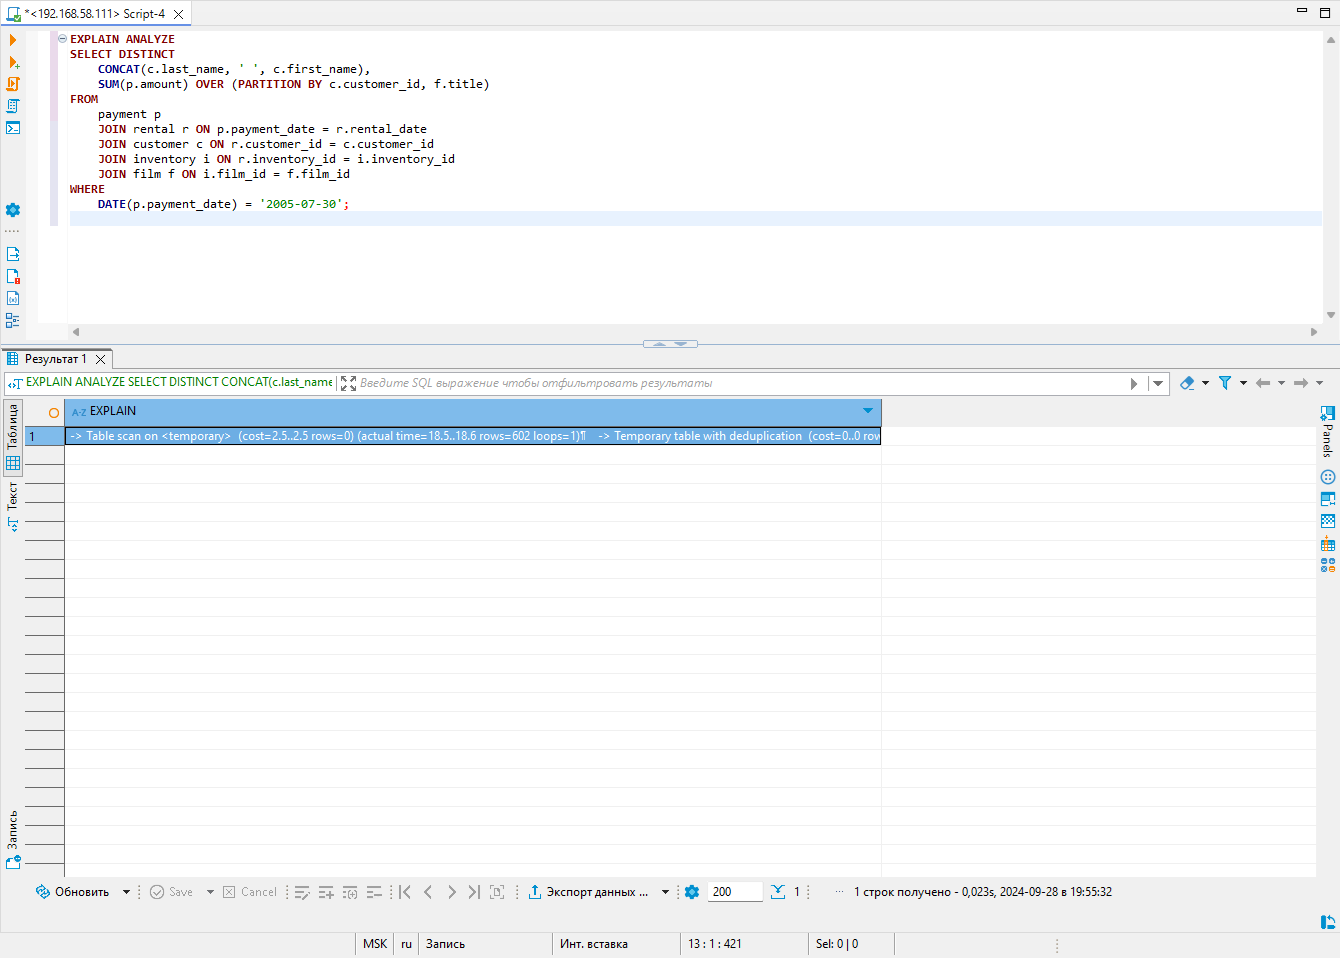 *<192.168.58.111> Script-4
EXPLAIN ANALYZE
SELECT DISTINCT
CONCAT(c.last_name, ' ', c.first_name),
SUM(p.amount) OVER (PARTITION BY c.customer_id, f.title)
FROM
payment p
JOIN rental r ON p.payment_date = r.rental_date
JOIN customer c ON r.customer_id = c.customer_id
JOIN inventory i ON r.inventory_id = i.inventory_id
JOIN film f ON i.film_id = f.film_id
WHERE
DATE(p.payment_date) = '2005-07-30';
Результат 1
EXPLAIN ANALYZE SELECT DISTINCT CONCAT(c.last_name
Введите SQL выражение чтобы отфильтровать результаты
Таблица
A-Z EXPLAIN
1
-> Table scan on <temporary> (cost=2.5..2.5 rows=0) (actual time=18.5..18.6 rows=602 loops=1)¶ -> Temporary table with deduplication (cost=0..0 row
Panels
Текст
Запись
Обновить
Save
Cancel
Экспорт данных ...
200
1
··· 1 строк получено - 0,023s, 2024-09-28 в 19:55:32
MSK
ru
Запись
Инт. вставка
13 : 1 : 421
Sel: 0 | 0